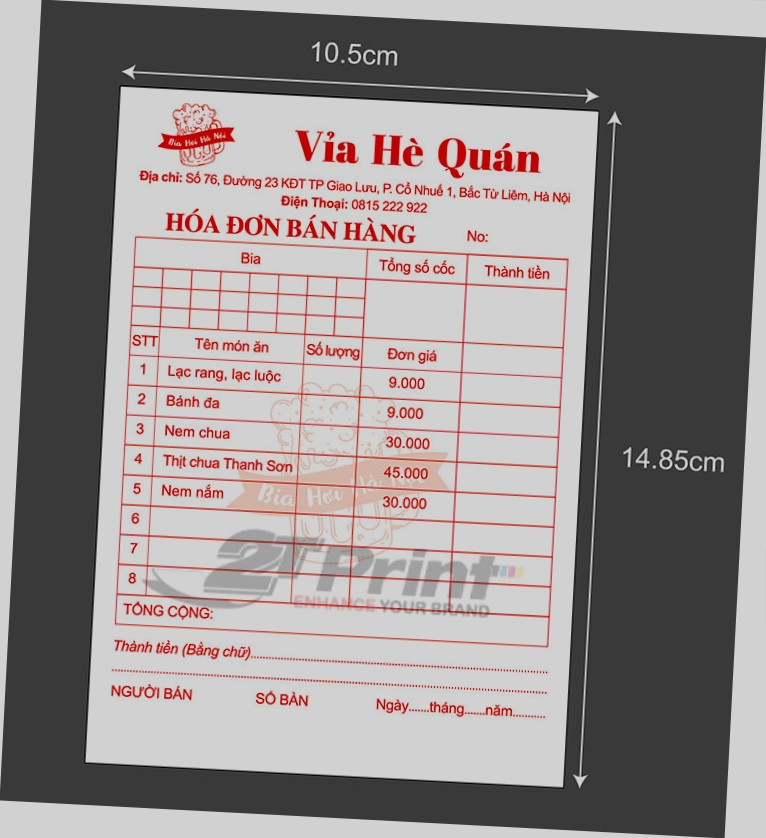 10.5cm
Bia Hơi Hà Nội
Vỉa Hè Quán
Địa chỉ: Số 76, Đường 23 KĐT TP Giao Lưu, P. Cổ Nhuế 1, Bắc Từ Liêm, Hà Nội
Điện Thoại: 0815 222 922
HÓA ĐƠN BÁN HÀNG No:
Bia Tổng số cốc Thành tiền
STT Tên món ăn Số lượng Đơn giá
1 Lạc rang, lạc luộc 9.000
2 Bánh đa 9.000
3 Nem chua 30.000
4 Thịt chua Thanh Sơn 45.000
14.85cm
Bia Hơi Hà Nội
5 Nem nắm 30.000
6
7
2T Print
8
ENHANCE YOUR BRAND
TỔNG CỘNG:
Thành tiền (Bằng chữ)
NGƯỜI BÁN SỐ BÀN Ngày.......tháng.......năm..........